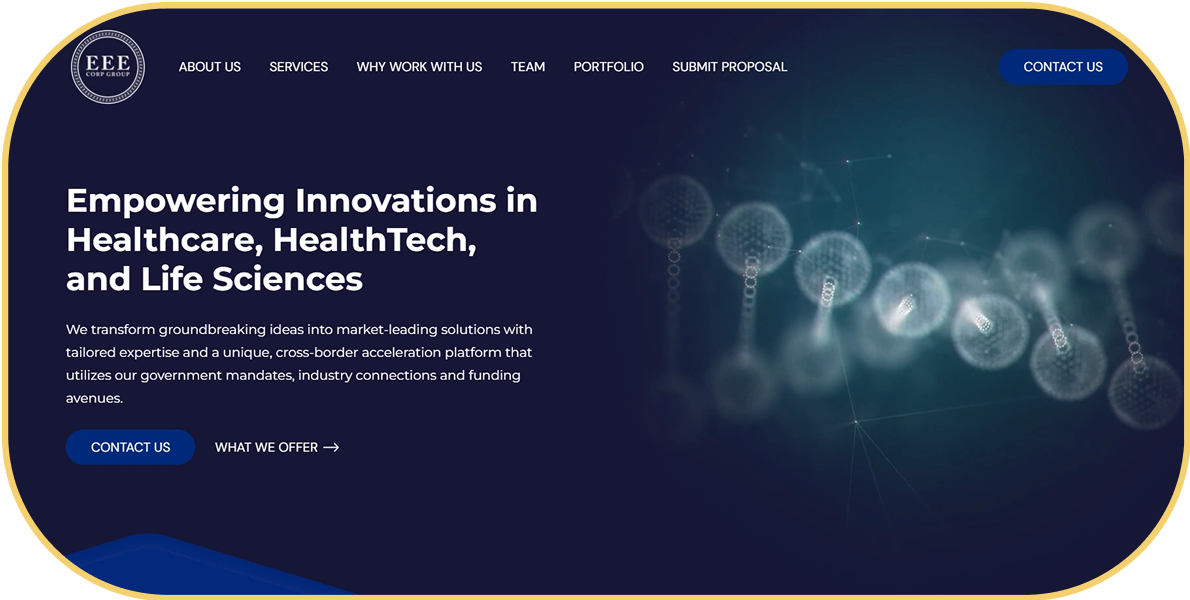 EEE
CORP GROUP
ABOUT US
SERVICES
WHY WORK WITH US
TEAM
PORTFOLIO
SUBMIT PROPOSAL
CONTACT US
Empowering Innovations in
Healthcare, HealthTech,
and Life Sciences
We transform groundbreaking ideas into market-leading solutions with
tailored expertise and a unique, cross-border acceleration platform that
utilizes our government mandates, industry connections and funding
avenues.
CONTACT US
WHAT WE OFFER →